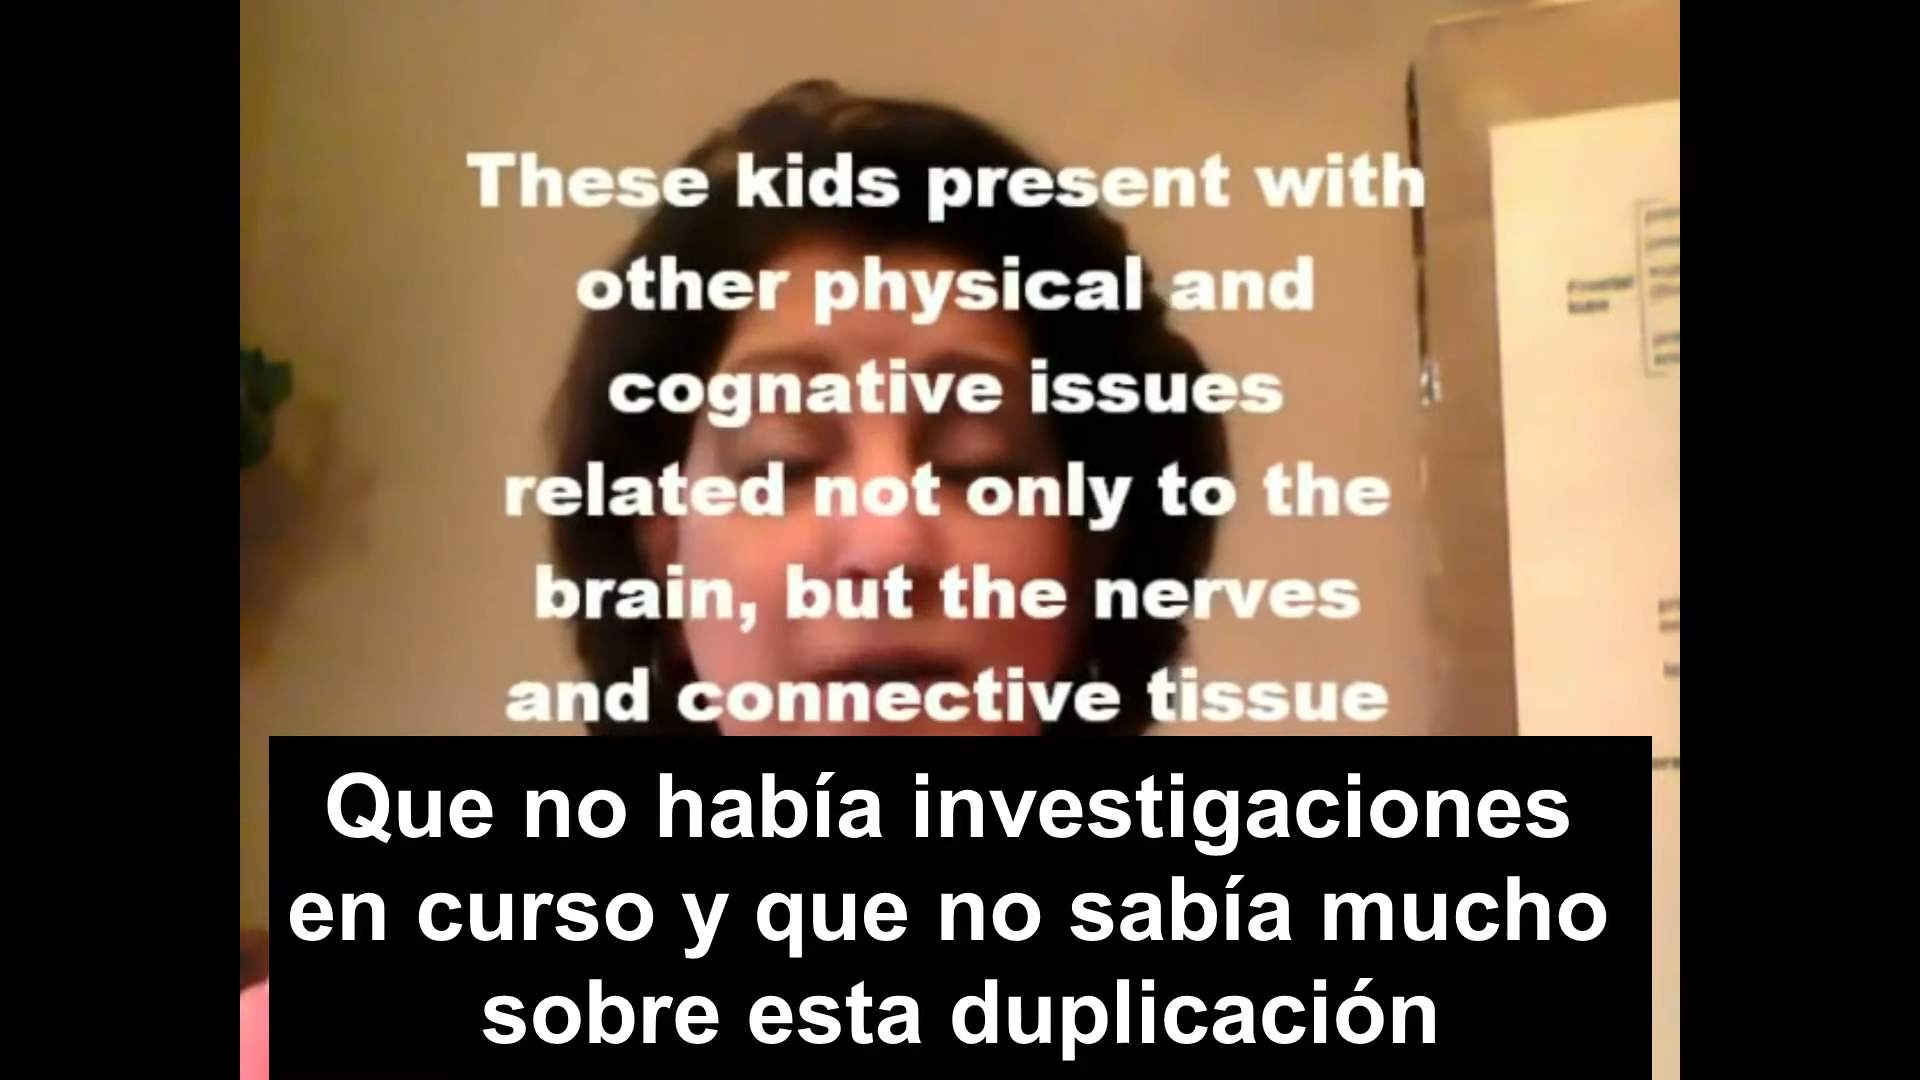 These kids present with
other physical and
cognative issues
related not only to the
brain, but the nerves
and connective tissue
Que no había investigaciones
en curso y que no sabía mucho
sobre esta duplicación